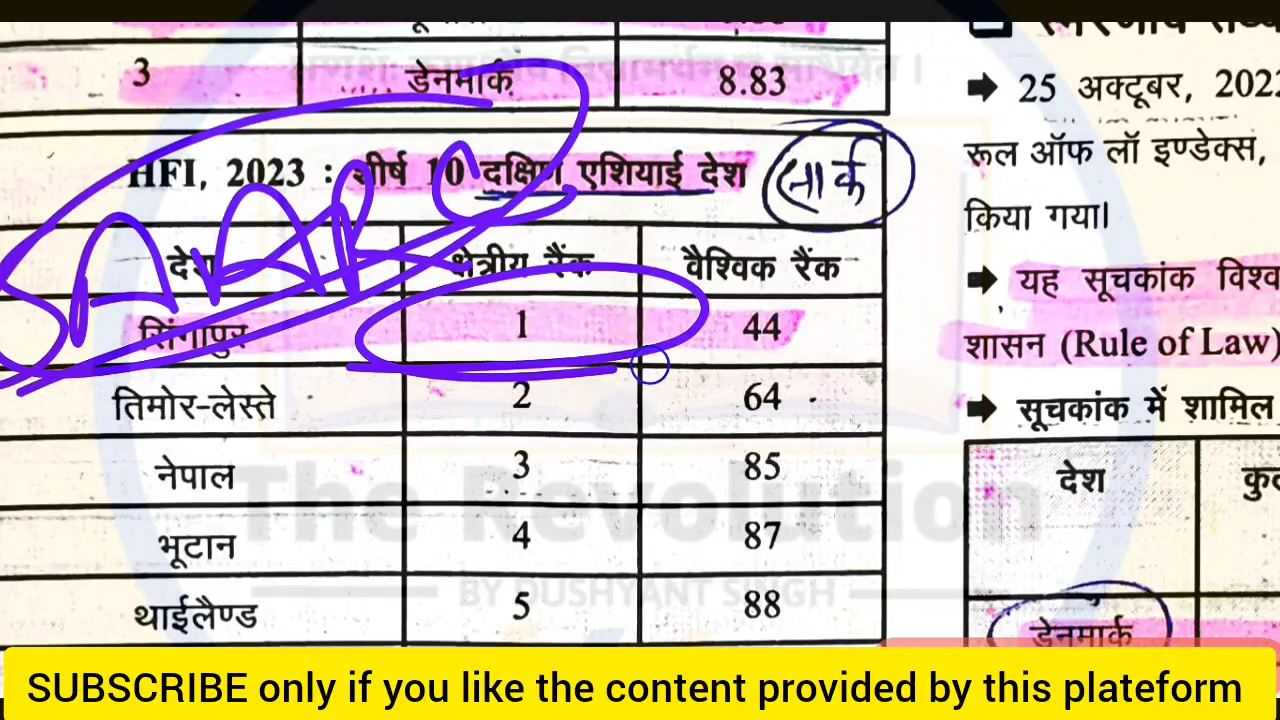 3 डेनमार्क 8.83
HFI, 2023 : शीर्ष 10 दक्षिण एशियाई देश
सार्क
SAARC
देश क्षेत्रीय रैंक वैश्विक रैंक
सिंगापुर 1 44
तिमोर-लेस्ते 2 64
नेपाल 3 85
भूटान 4 87
थाईलैण्ड 5 88
➡ 25 अक्टूबर, 2022
रूल ऑफ लॉ इण्डेक्स,
किया गया।
➡ यह सूचकांक विश्व
शासन (Rule of Law)
➡ सूचकांक में शामिल
देश
डेनमार्क
The Revolution
BY DUSHYANT SINGH
SUBSCRIBE only if you like the content provided by this plateform